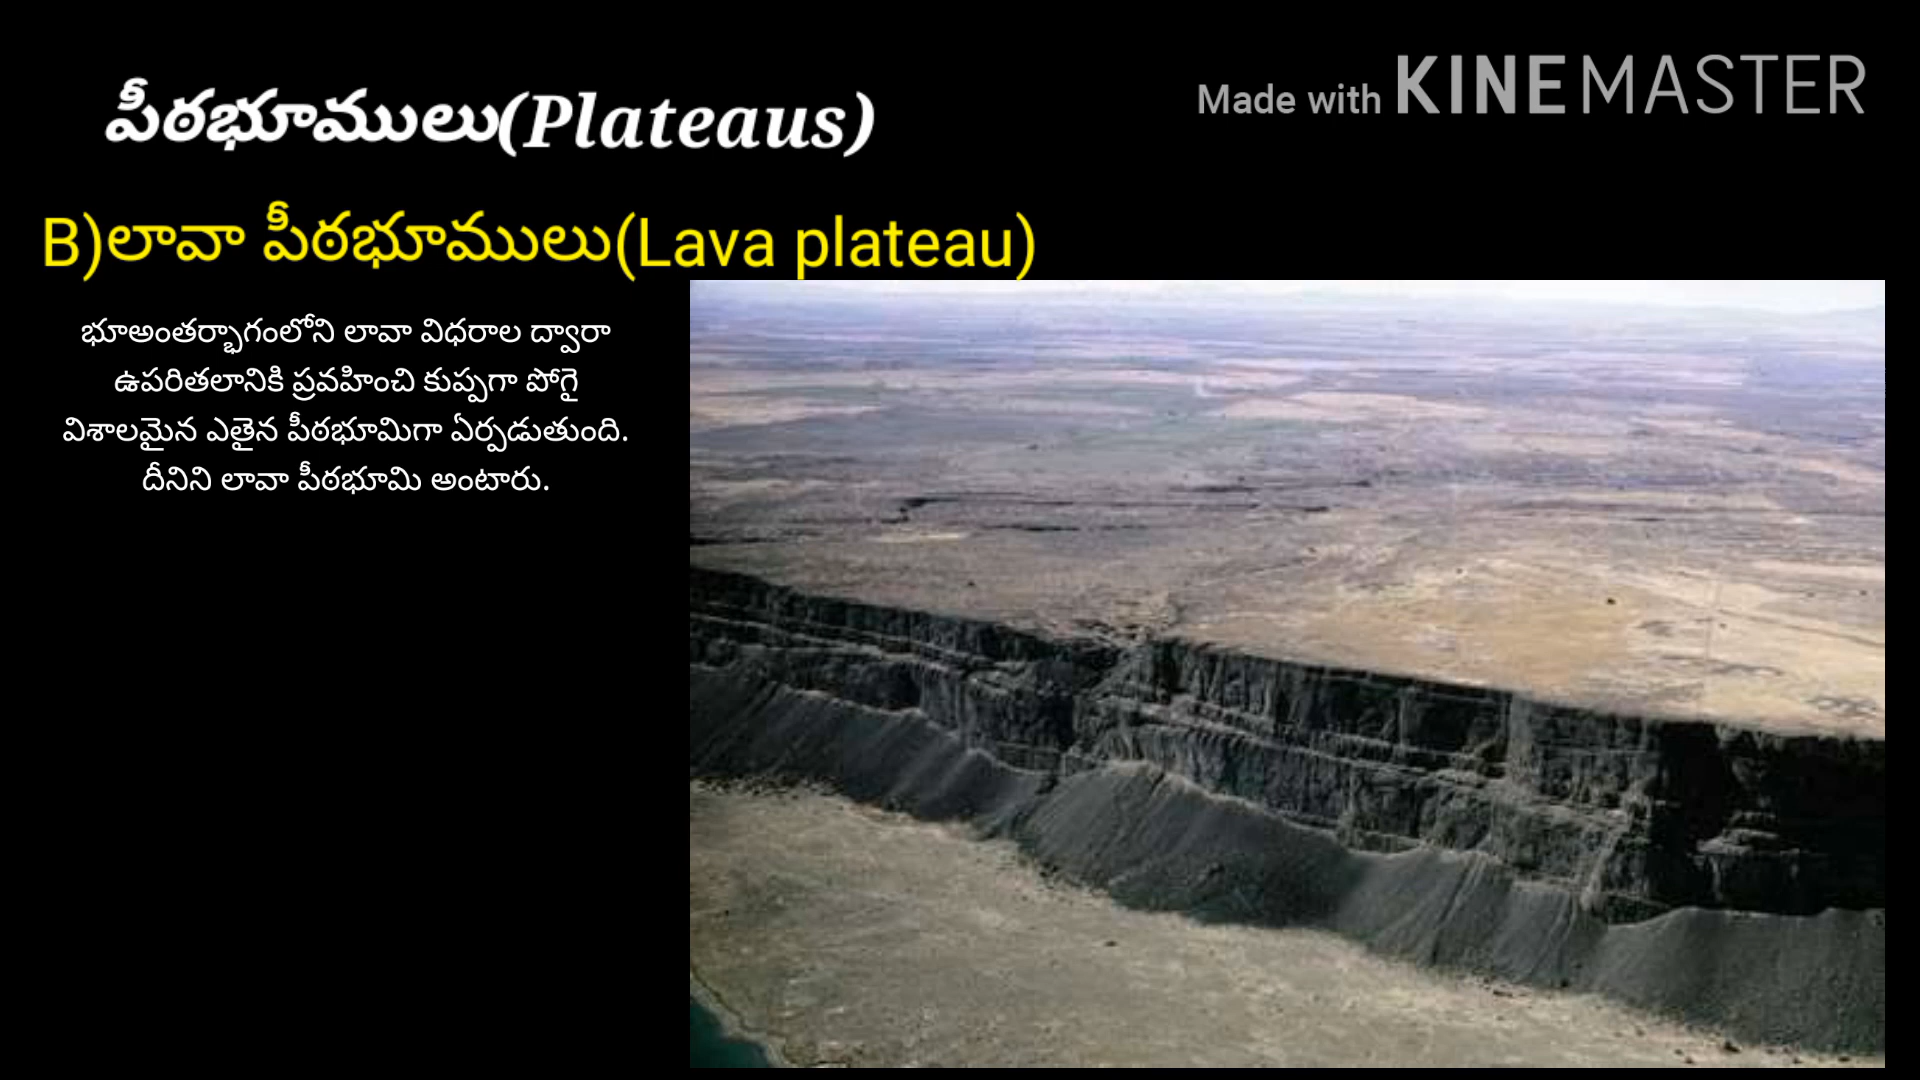 పీఠభూములు(Plateaus)
Made with KINEMASTER
B)లావా పీఠభూములు(Lava plateau)
భూఅంతర్భాగంలోని లావా విధరాల ద్వారా
ఉపరితలానికి ప్రవహించి కుప్పగా పోగై
విశాలమైన ఎతైన పీఠభూమిగా ఏర్పడుతుంది.
దీనిని లావా పీఠభూమి అంటారు.